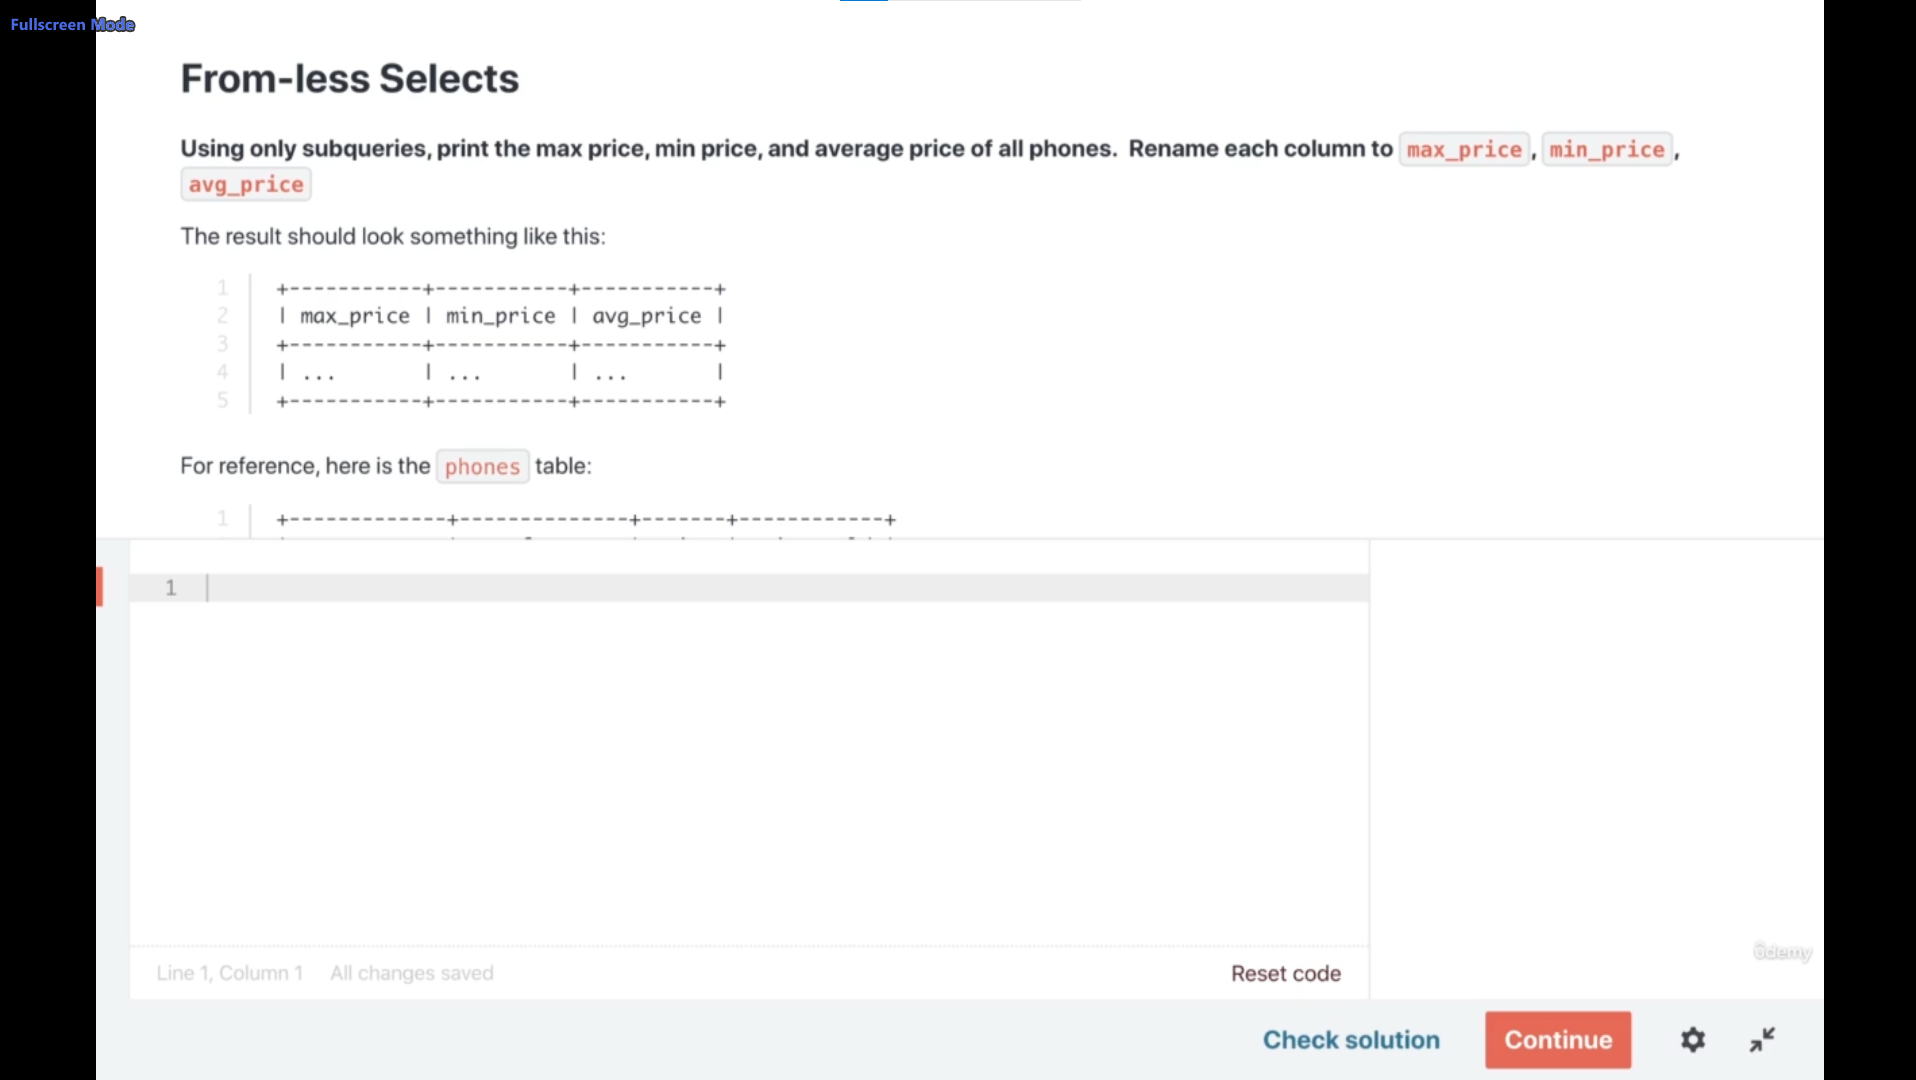 Fullscreen Mode
From-less Selects
Using only subqueries, print the max price, min price, and average price of all phones. Rename each column to max_price, min_price,
avg_price
The result should look something like this:
1 +-----------+-----------+-----------+
2 | max_price | min_price | avg_price |
3 +-----------+-----------+-----------+
4 | ... | ... | ... |
5 +-----------+-----------+-----------+
For reference, here is the phones table:
1 +-------------+--------------+-------+------------+
1
Line 1, Column 1 All changes saved Reset code
ûdemy
Check solution Continue